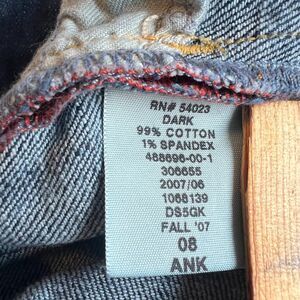 RN# 54023
DARK
99% COTTON
1% SPANDEX
488696-00-1
306655
2007/06
1068139
DS5GK
FALL '07
08
ANK